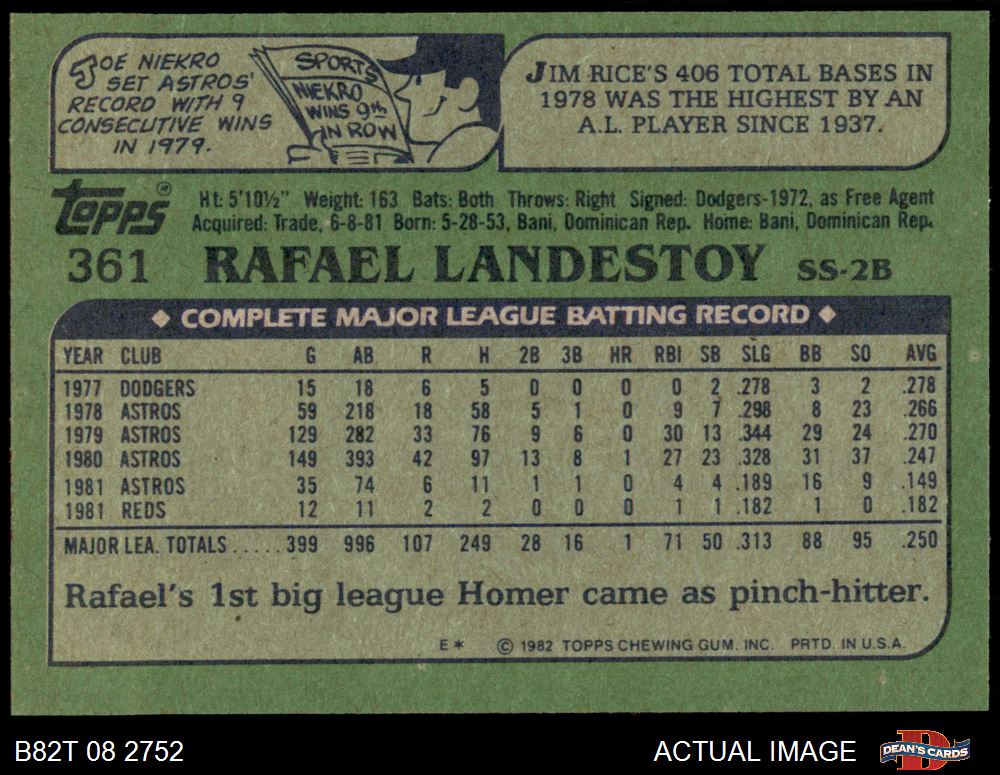 JOE NIEKRO
SET ASTROS'
RECORD WITH 9
CONSECUTIVE WINS
IN 1979.
SPORTS
NIEKRO
WINS 9th
IN ROW
JIM RICE'S 406 TOTAL BASES IN
1978 WAS THE HIGHEST BY AN
A.L. PLAYER SINCE 1937.
TOPPS®
Ht: 5'10½" Weight: 163 Bats: Both Throws: Right Signed: Dodgers-1972, as Free Agent
Acquired: Trade, 6-8-81 Born: 5-28-53, Bani, Dominican Rep. Home: Bani, Dominican Rep.
361 RAFAEL LANDESTOY SS-2B
◆ COMPLETE MAJOR LEAGUE BATTING RECORD ◆
YEAR CLUB G AB R H 2B 3B HR RBI SB SLG BB SO AVG
1977 DODGERS 15 18 6 5 0 0 0 0 2 .278 3 2 .278
1978 ASTROS 59 218 18 58 5 1 0 9 7 .298 8 23 .266
1979 ASTROS 129 282 33 76 9 6 0 30 13 .344 29 24 .270
1980 ASTROS 149 393 42 97 13 8 1 27 23 .328 31 37 .247
1981 ASTROS 35 74 6 11 1 1 0 4 4 .189 16 9 .149
1981 REDS 12 11 2 2 0 0 0 1 1 .182 1 0 .182
MAJOR LEA. TOTALS.....399 996 107 249 28 16 1 71 50 .313 88 95 .250
Rafael's 1st big league Homer came as pinch-hitter.
E* © 1982 TOPPS CHEWING GUM. INC. PRTD. IN U.S.A.
B82T 08 2752 ACTUAL IMAGE D DEAN'S CARDS